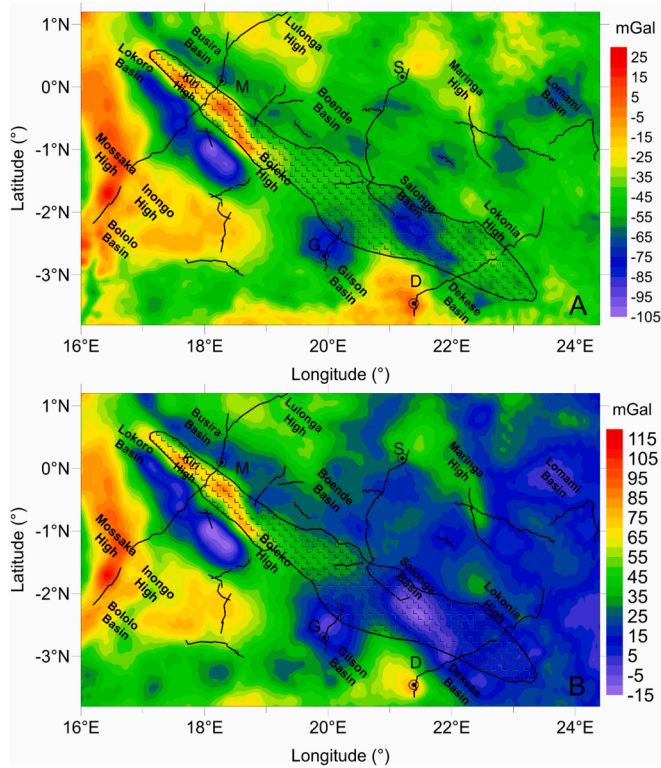 mGal
1°N
Lulonga
High
Busira
Basin
Lokoro
Basin
Kiri
High
M
S
Maringa
High
Lomami
Basin
0°N
Boende
Basin
Latitude (°)
-1°N
Mossaka
High
Boleko
High
Inongo
High
Salonga
Basin
-2°N
Bololo
Basin
G
Gilson
Basin
Lokonia
High
D
Dekese
Basin
-3°N
A
25
15
5
-5
-15
-25
-35
-45
-55
-65
-75
-85
-95
-105
16°E
18°E
20°E
22°E
24°E
Longitude (°)
mGal
1°N
Lulonga
High
Busira
Basin
Lokoro
Basin
Kiri
High
M
S
Maringa
High
Lomami
Basin
0°N
Boende
Basin
Latitude (°)
-1°N
Mossaka
High
Boleko
High
Inongo
High
Salonga
Basin
-2°N
Bololo
Basin
G
Gilson
Basin
Lokonia
High
D
Dekese
Basin
-3°N
B
115
105
95
85
75
65
55
45
35
25
15
5
-5
-15
16°E
18°E
20°E
22°E
24°E
Longitude (°)